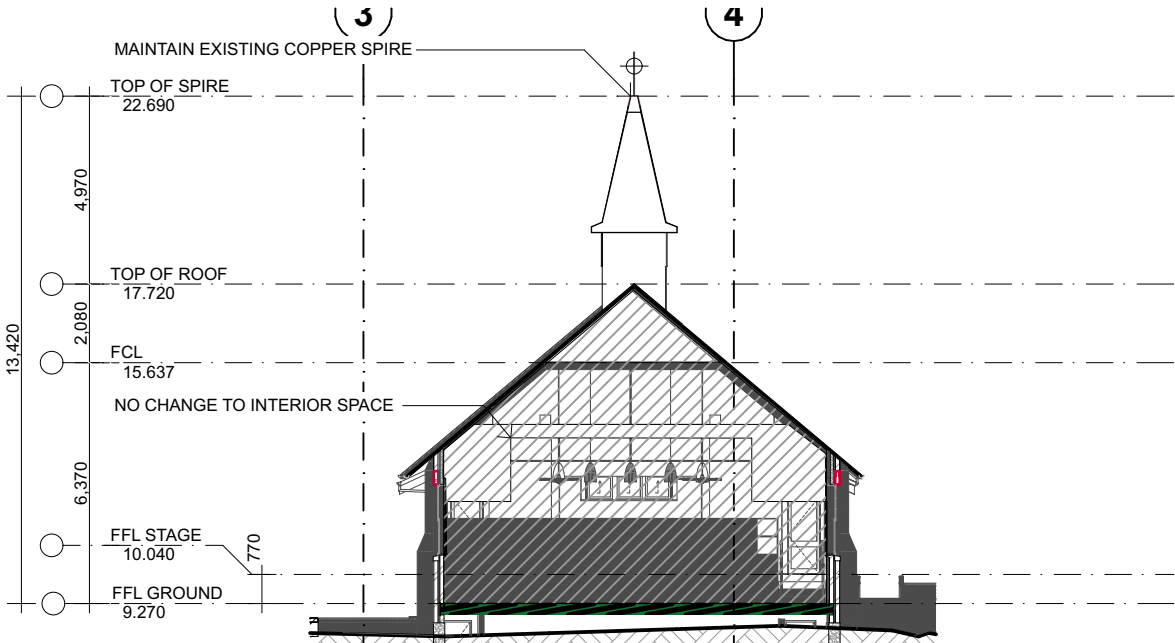 3
4
MAINTAIN EXISTING COPPER SPIRE
TOP OF SPIRE
22.690
4,970
TOP OF ROOF
17.720
2,080
13,420
FCL
15.637
NO CHANGE TO INTERIOR SPACE
6,370
FFL STAGE
10.040
770
FFL GROUND
9.270